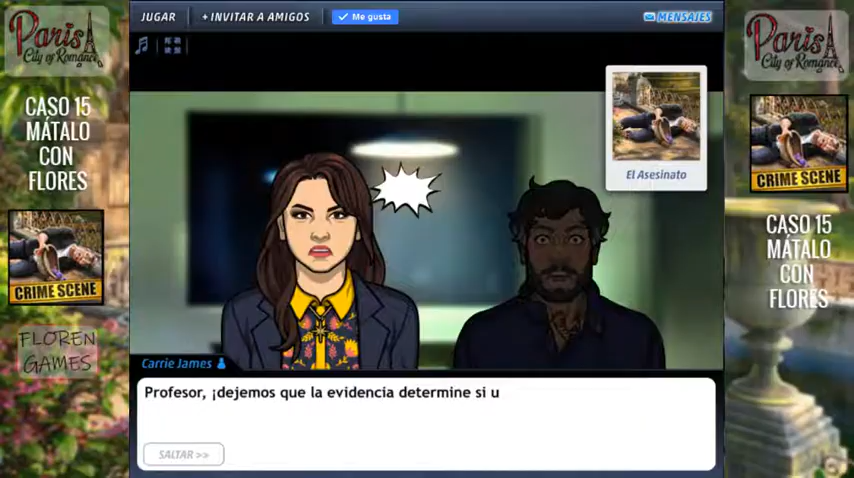 JUGAR
+ INVITAR A AMIGOS
Me gusta
MENSAJES
Paris
City of Romance
CASO 15
MÁTALO
CON
FLORES
CRIME SCENE
FLOREN
GAMES
El Asesinato
Carrie James
Profesor, ¡dejemos que la evidencia determine si u
SALTAR >>
Paris
City of Romance
CRIME SCENE
CASO 15
MÁTALO
CON
FLORES